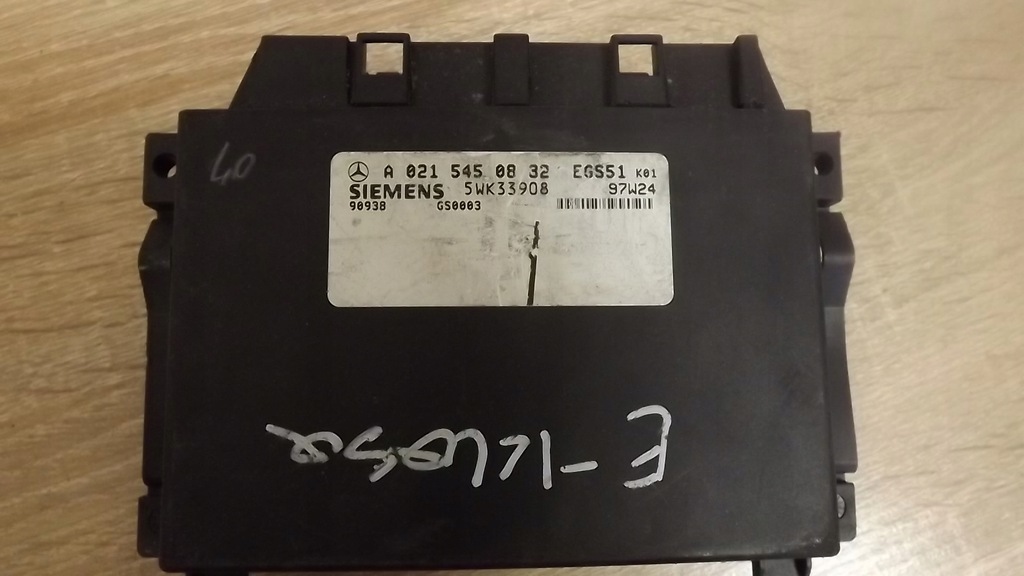 40
A 021 545 08 32 EGS51 K01
SIEMENS 5WK33908 97W24
90938 GS0003
E-Klasa